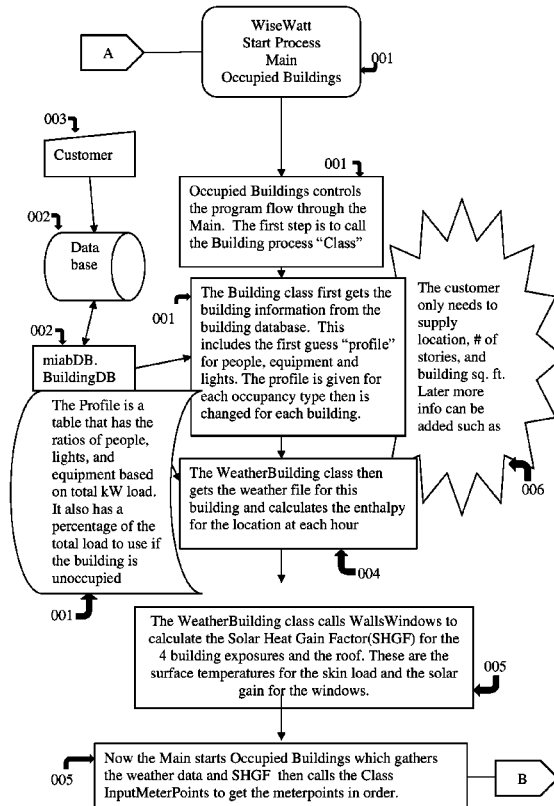 A
WiseWatt
Start Process
Main
Occupied Buildings
001
003
Customer
002
Data
base
002
miabDB.
BuildingDB
001
Occupied Buildings controls
the program flow through the
Main. The first step is to call
the Building process “Class”
001
The Building class first gets the
building information from the
building database. This
includes the first guess “profile”
for people, equipment and
lights. The profile is given for
each occupancy type then is
changed for each building.
The customer
only needs to
supply
location, # of
stories, and
building sq. ft.
Later more
info can be
added such as
006
The Profile is a
table that has the
ratios of people,
lights, and
equipment based
on total kW load.
It also has a
percentage of the
total load to use if
the building is
unoccupied
001
The WeatherBuilding class then
gets the weather file for this
building and calculates the enthalpy
for the location at each hour
004
The WeatherBuilding class calls WallsWindows to
calculate the Solar Heat Gain Factor(SHGF) for the
4 building exposures and the roof. These are the
surface temperatures for the skin load and the solar
gain for the windows.
005
005
Now the Main starts Occupied Buildings which gathers
the weather data and SHGF then calls the Class
InputMeterPoints to get the meterpoints in order.
B